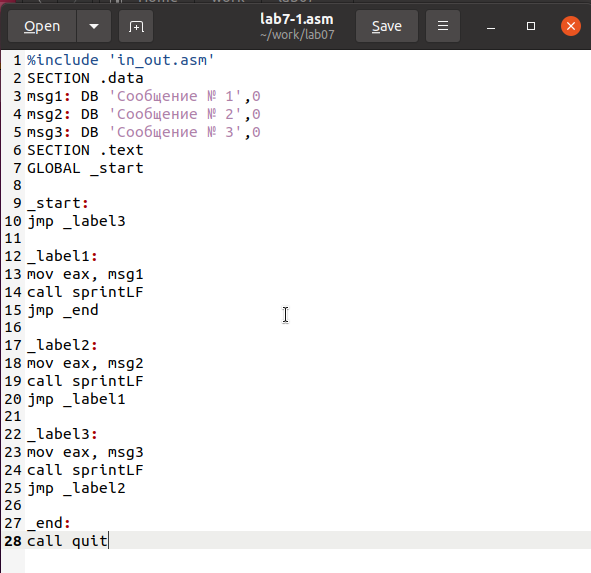 lab7-1.asm
Open
~/work/lab07
Save
1 %include 'in_out.asm'
2 SECTION .data
3 msg1: DB 'Сообщение № 1',0
4 msg2: DB 'Сообщение № 2',0
5 msg3: DB 'Сообщение № 3',0
6 SECTION .text
7 GLOBAL _start
8
9 _start:
10 jmp _label3
11
12 _label1:
13 mov eax, msg1
14 call sprintLF
15 jmp _end
16
17 _label2:
18 mov eax, msg2
19 call sprintLF
20 jmp _label1
21
22 _label3:
23 mov eax, msg3
24 call sprintLF
25 jmp _label2
26
27 _end:
28 call quit